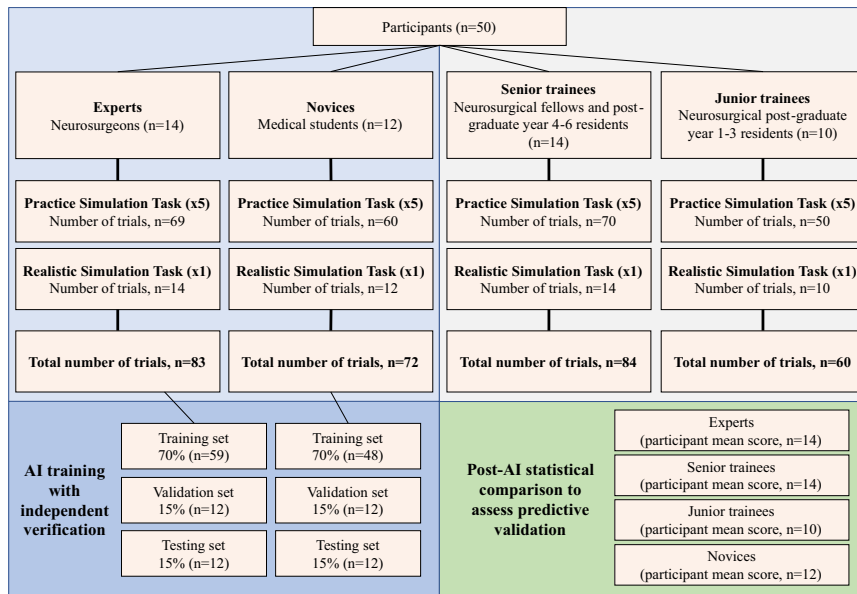 Participants (n=50)
Experts
Neurosurgeons (n=14)
Novices
Medical students (n=12)
Senior trainees
Neurosurgical fellows and post-
graduate year 4-6 residents
(n=14)
Junior trainees
Neurosurgical post-graduate
year 1-3 residents (n=10)
Practice Simulation Task (x5)
Number of trials, n=69
Practice Simulation Task (x5)
Number of trials, n=60
Practice Simulation Task (x5)
Number of trials, n=70
Practice Simulation Task (x5)
Number of trials, n=50
Realistic Simulation Task (x1)
Number of trials, n=14
Realistic Simulation Task (x1)
Number of trials, n=12
Realistic Simulation Task (x1)
Number of trials, n=14
Realistic Simulation Task (x1)
Number of trials, n=10
Total number of trials, n=83
Total number of trials, n=72
Total number of trials, n=84
Total number of trials, n=60
AI training
with
independent
verification
Training set
70% (n=59)
Training set
70% (n=48)
Validation set
15% (n=12)
Validation set
15% (n=12)
Testing set
15% (n=12)
Testing set
15% (n=12)
Post-AI statistical
comparison to
assess predictive
validation
Experts
(participant mean score, n=14)
Senior trainees
(participant mean score, n=14)
Junior trainees
(participant mean score, n=10)
Novices
(participant mean score, n=12)